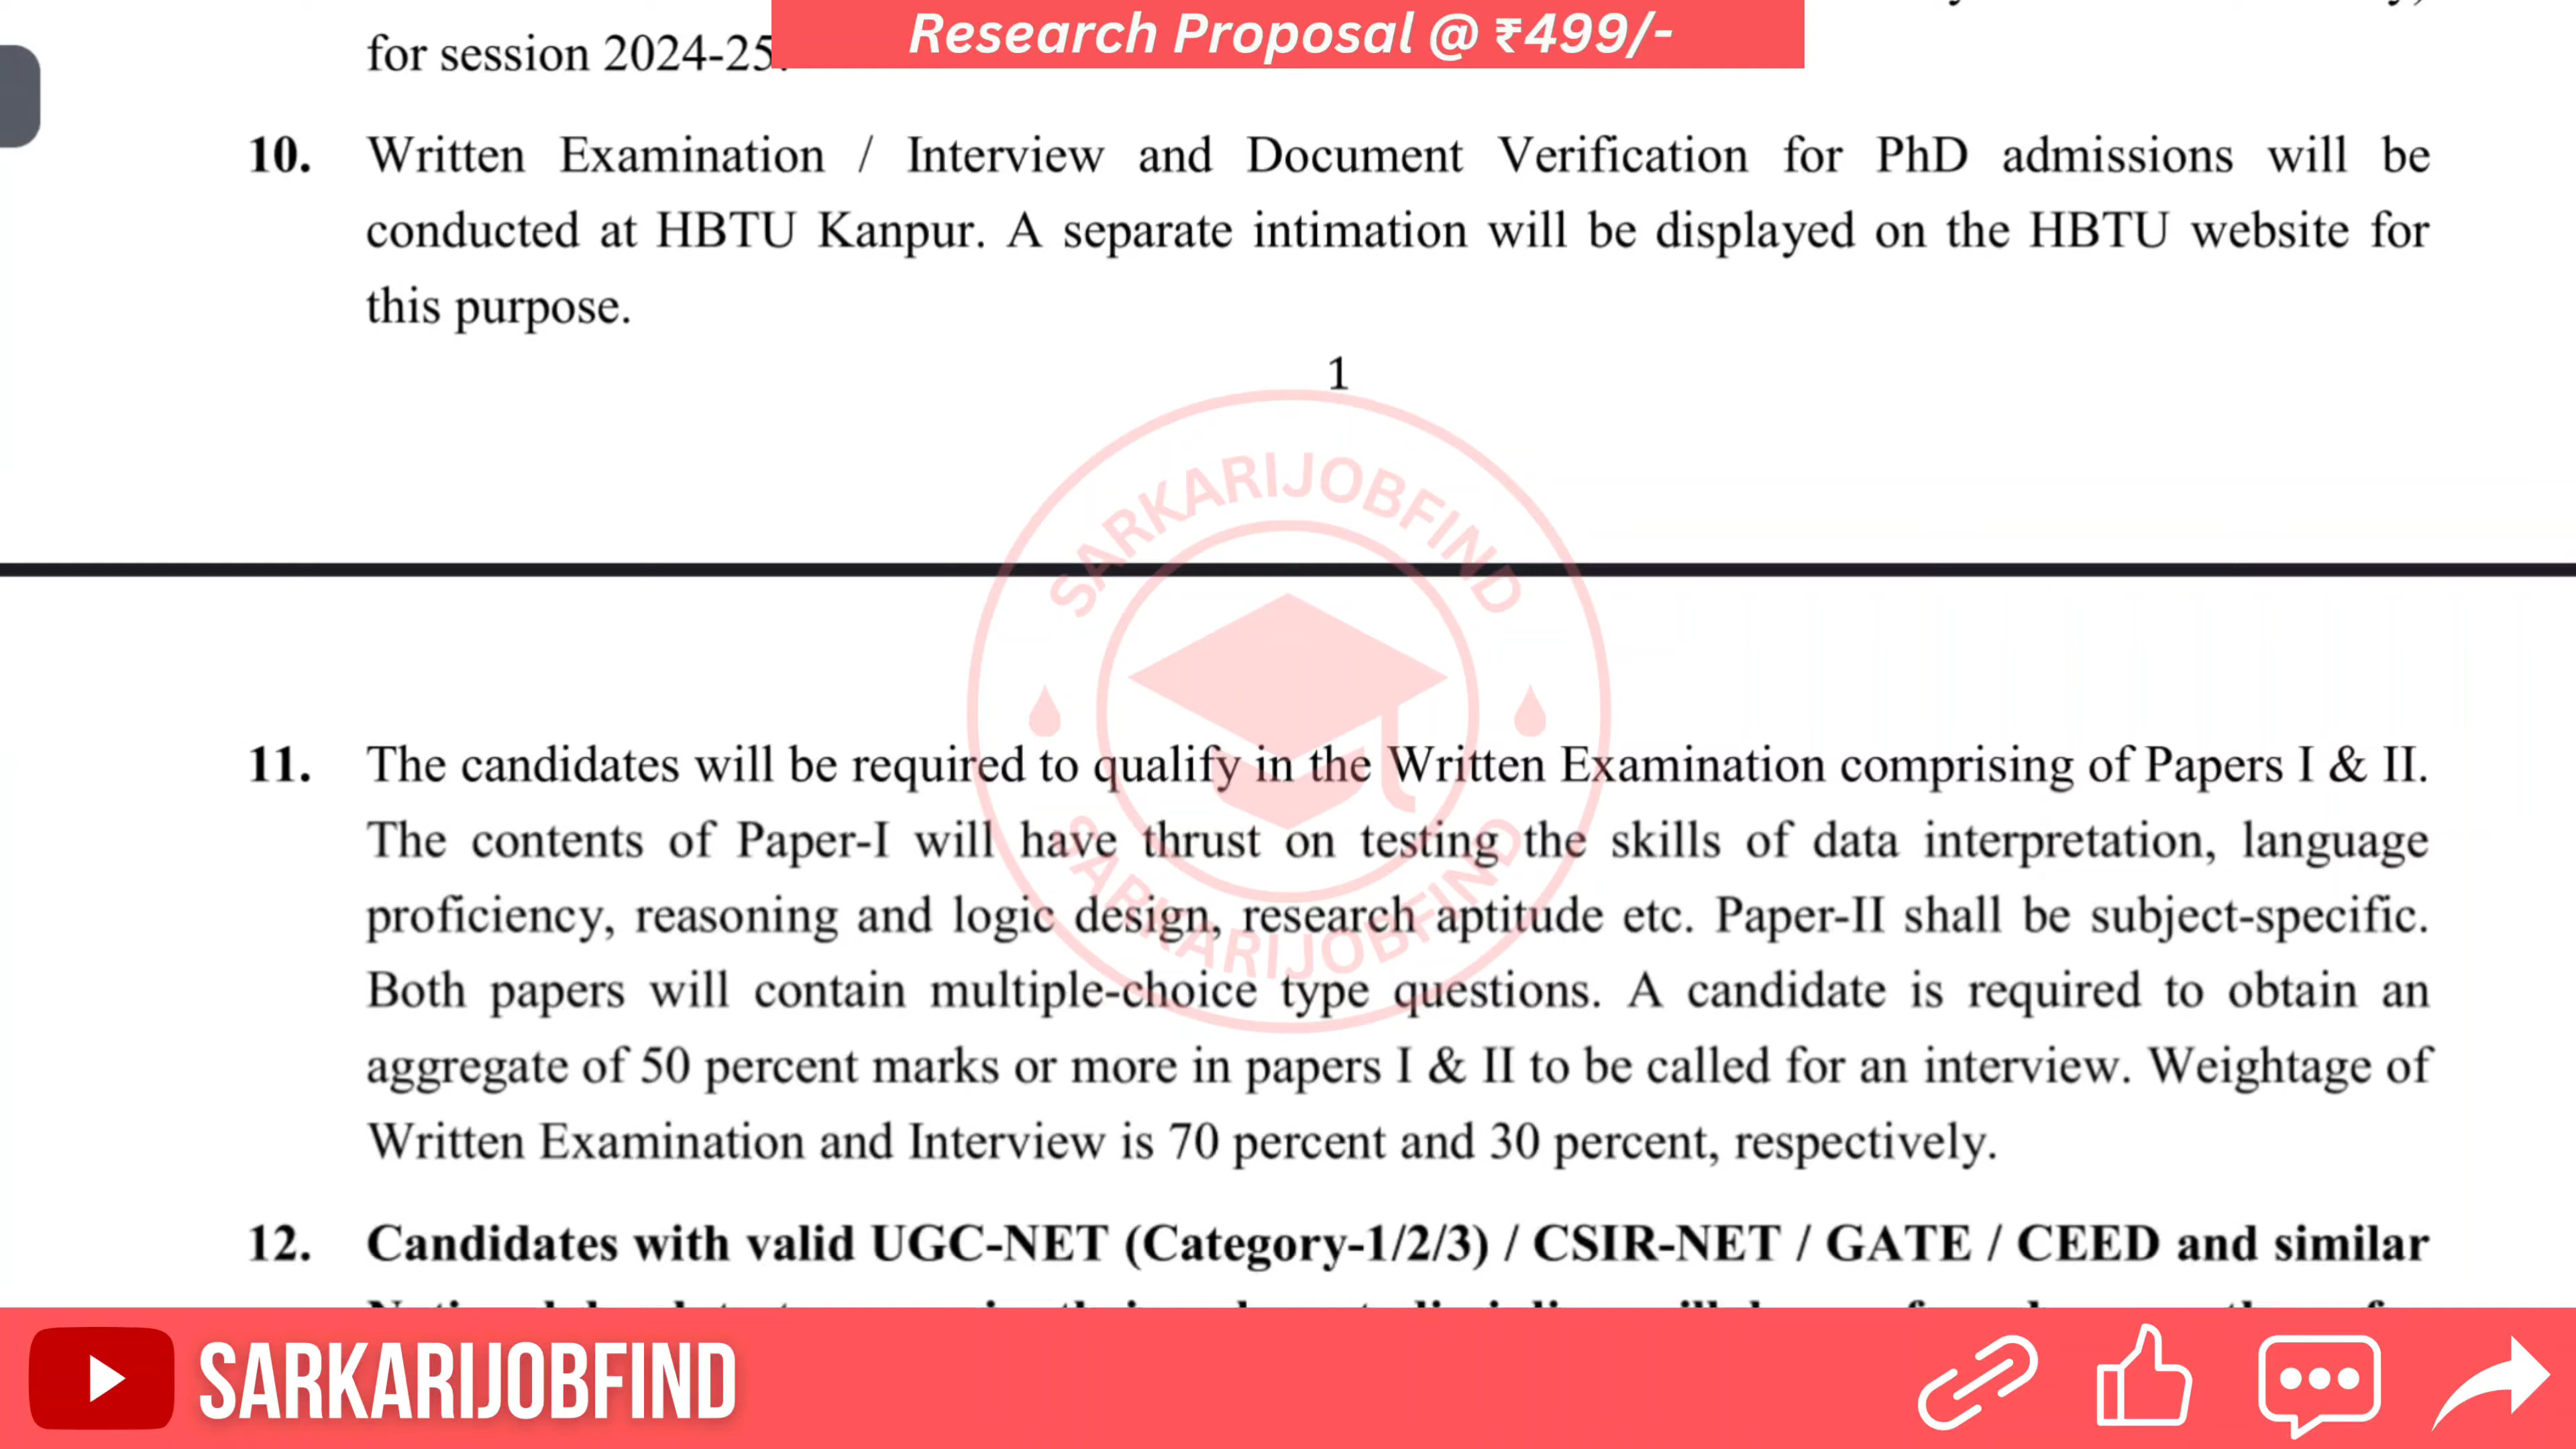 Research Proposal @ ₹499/-
for session 2024-25.
10. Written Examination / Interview and Document Verification for PhD admissions will be
conducted at HBTU Kanpur. A separate intimation will be displayed on the HBTU website for
this purpose.
1
SARKARIJOBFIND
11. The candidates will be required to qualify in the Written Examination comprising of Papers I & II.
The contents of Paper-I will have thrust on testing the skills of data interpretation, language
proficiency, reasoning and logic design, research aptitude etc. Paper-II shall be subject-specific.
Both papers will contain multiple-choice type questions. A candidate is required to obtain an
aggregate of 50 percent marks or more in papers I & II to be called for an interview. Weightage of
Written Examination and Interview is 70 percent and 30 percent, respectively.
SARKARIJOBFIND
12. Candidates with valid UGC-NET (Category-1/2/3) / CSIR-NET / GATE / CEED and similar
SARKARIJOBFIND